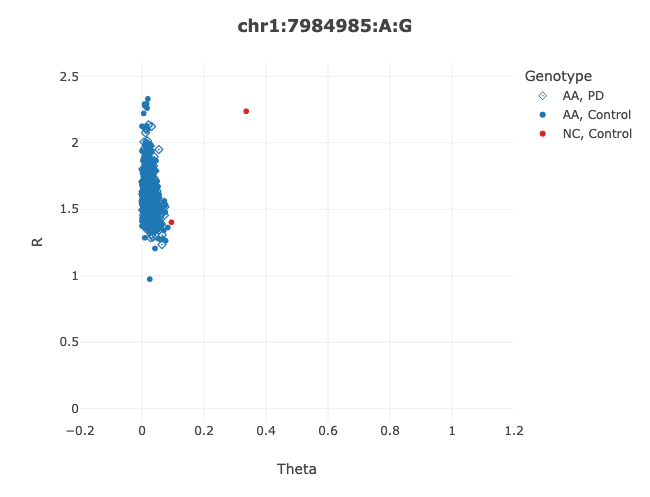 chr1:7984985:A:G
Genotype
AA, PD
AA, Control
NC, Control
2.5
2
1.5
1
0.5
0
−0.2
0
0.2
0.4
0.6
0.8
1
1.2
R
Theta